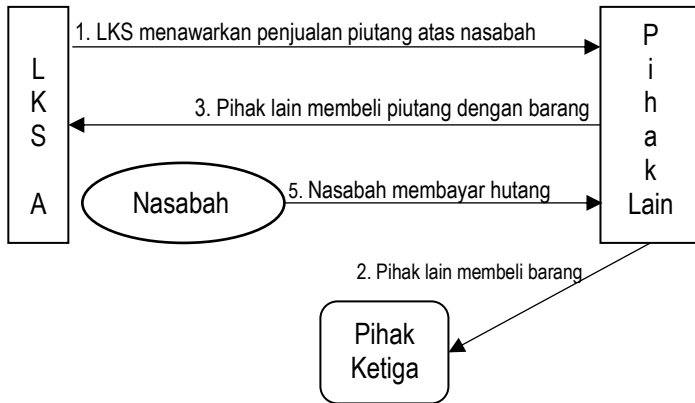 1. LKS menawarkan penjualan piutang atas nasabah
L
K
S
A
P
i
h
a
k
Lain
3. Pihak lain membeli piutang dengan barang
Nasabah
5. Nasabah membayar hutang
2. Pihak lain membeli barang
Pihak
Ketiga